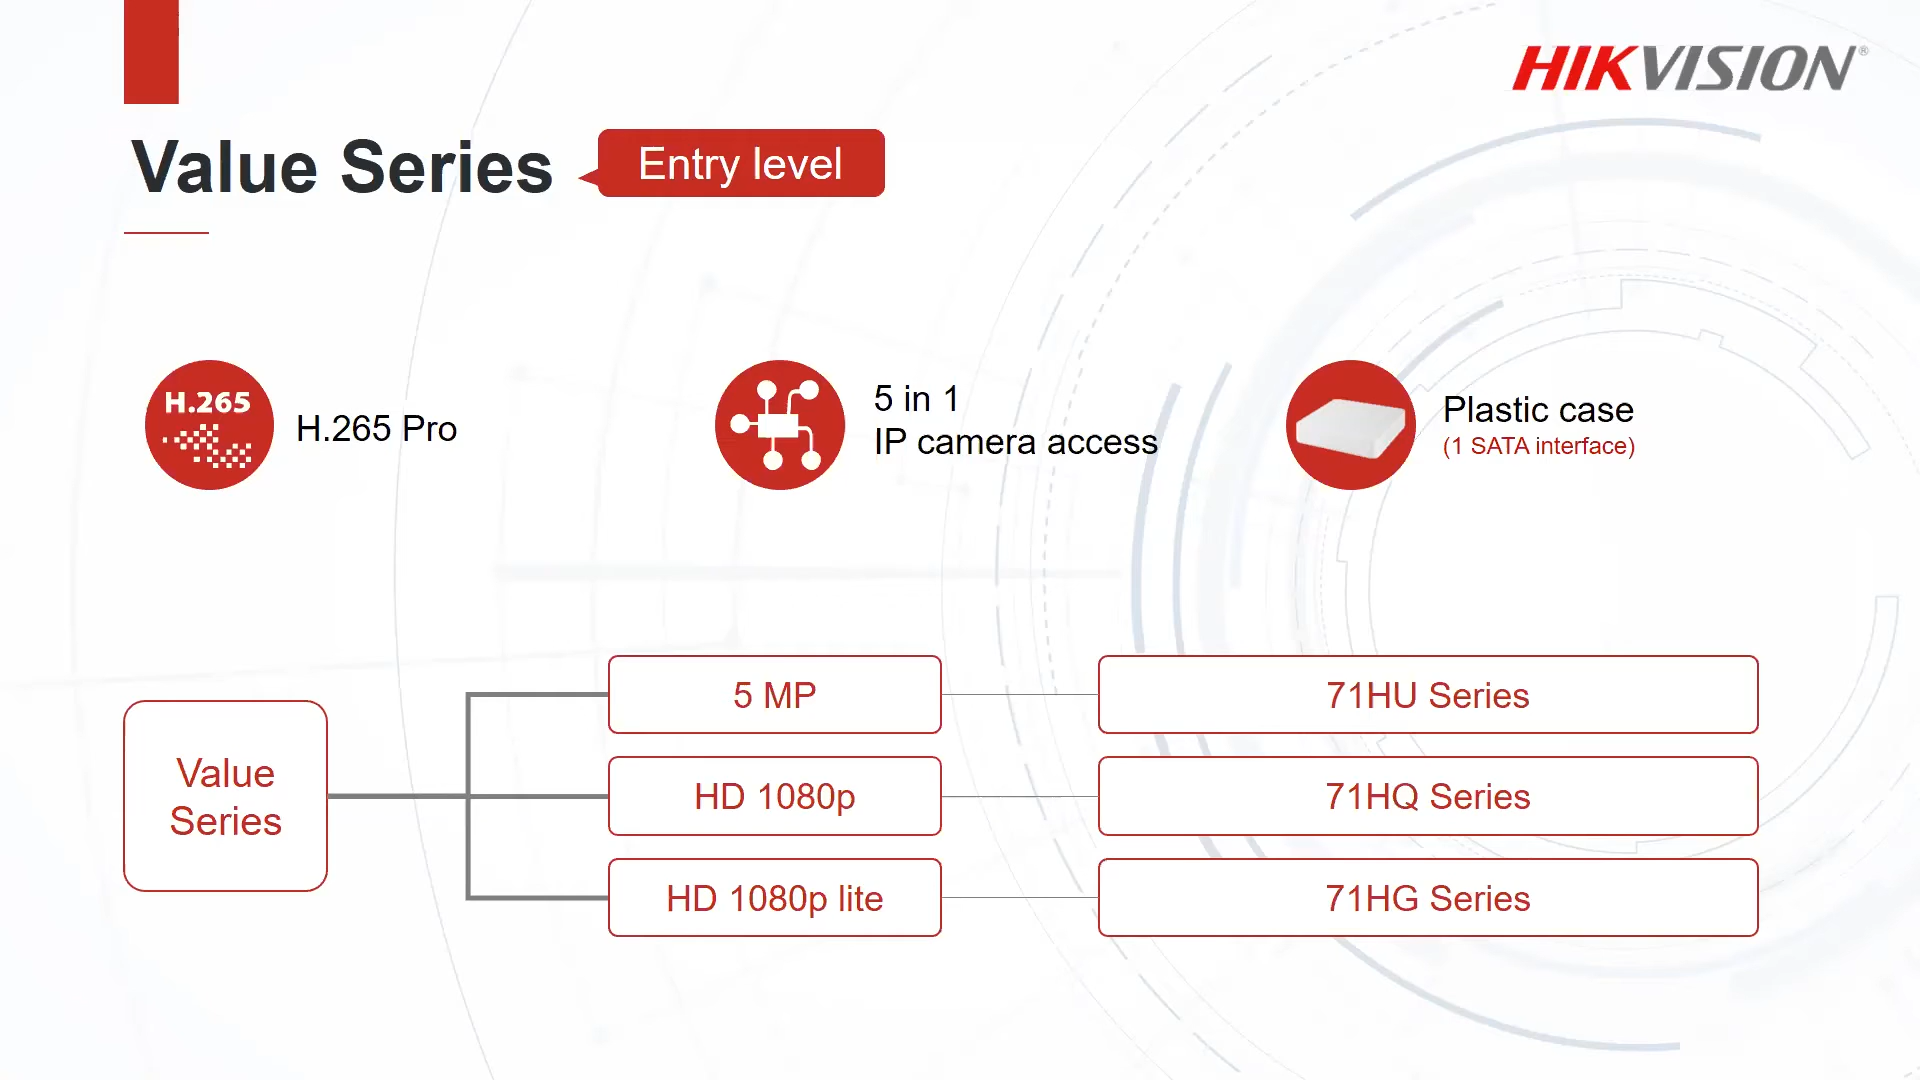 HIKVISION®
Value Series
Entry level
H.265
H.265 Pro
5 in 1
IP camera access
Plastic case
(1 SATA interface)
Value
Series
5 MP
71HU Series
HD 1080p
71HQ Series
HD 1080p lite
71HG Series